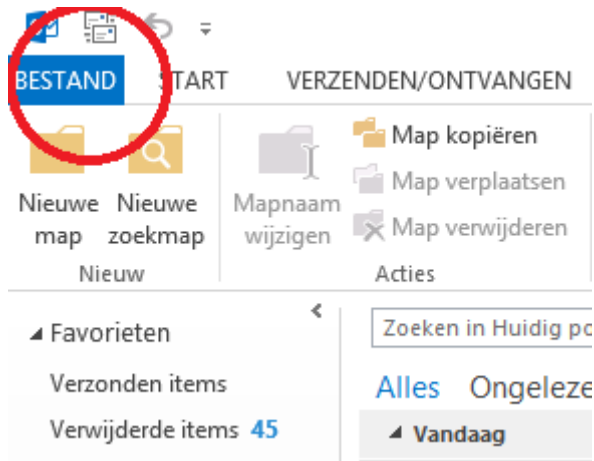 BESTAND START VERZENDEN/ONTVANGEN
Nieuwe map
Nieuwe zoekmap
Mapnaam wijzigen
Map kopiëren
Map verplaatsen
Map verwijderen
Nieuw
Acties
Favorieten
Verzonden items
Verwijderde items 45
Zoeken in Huidig po
Alles Ongeleze
Vandaag